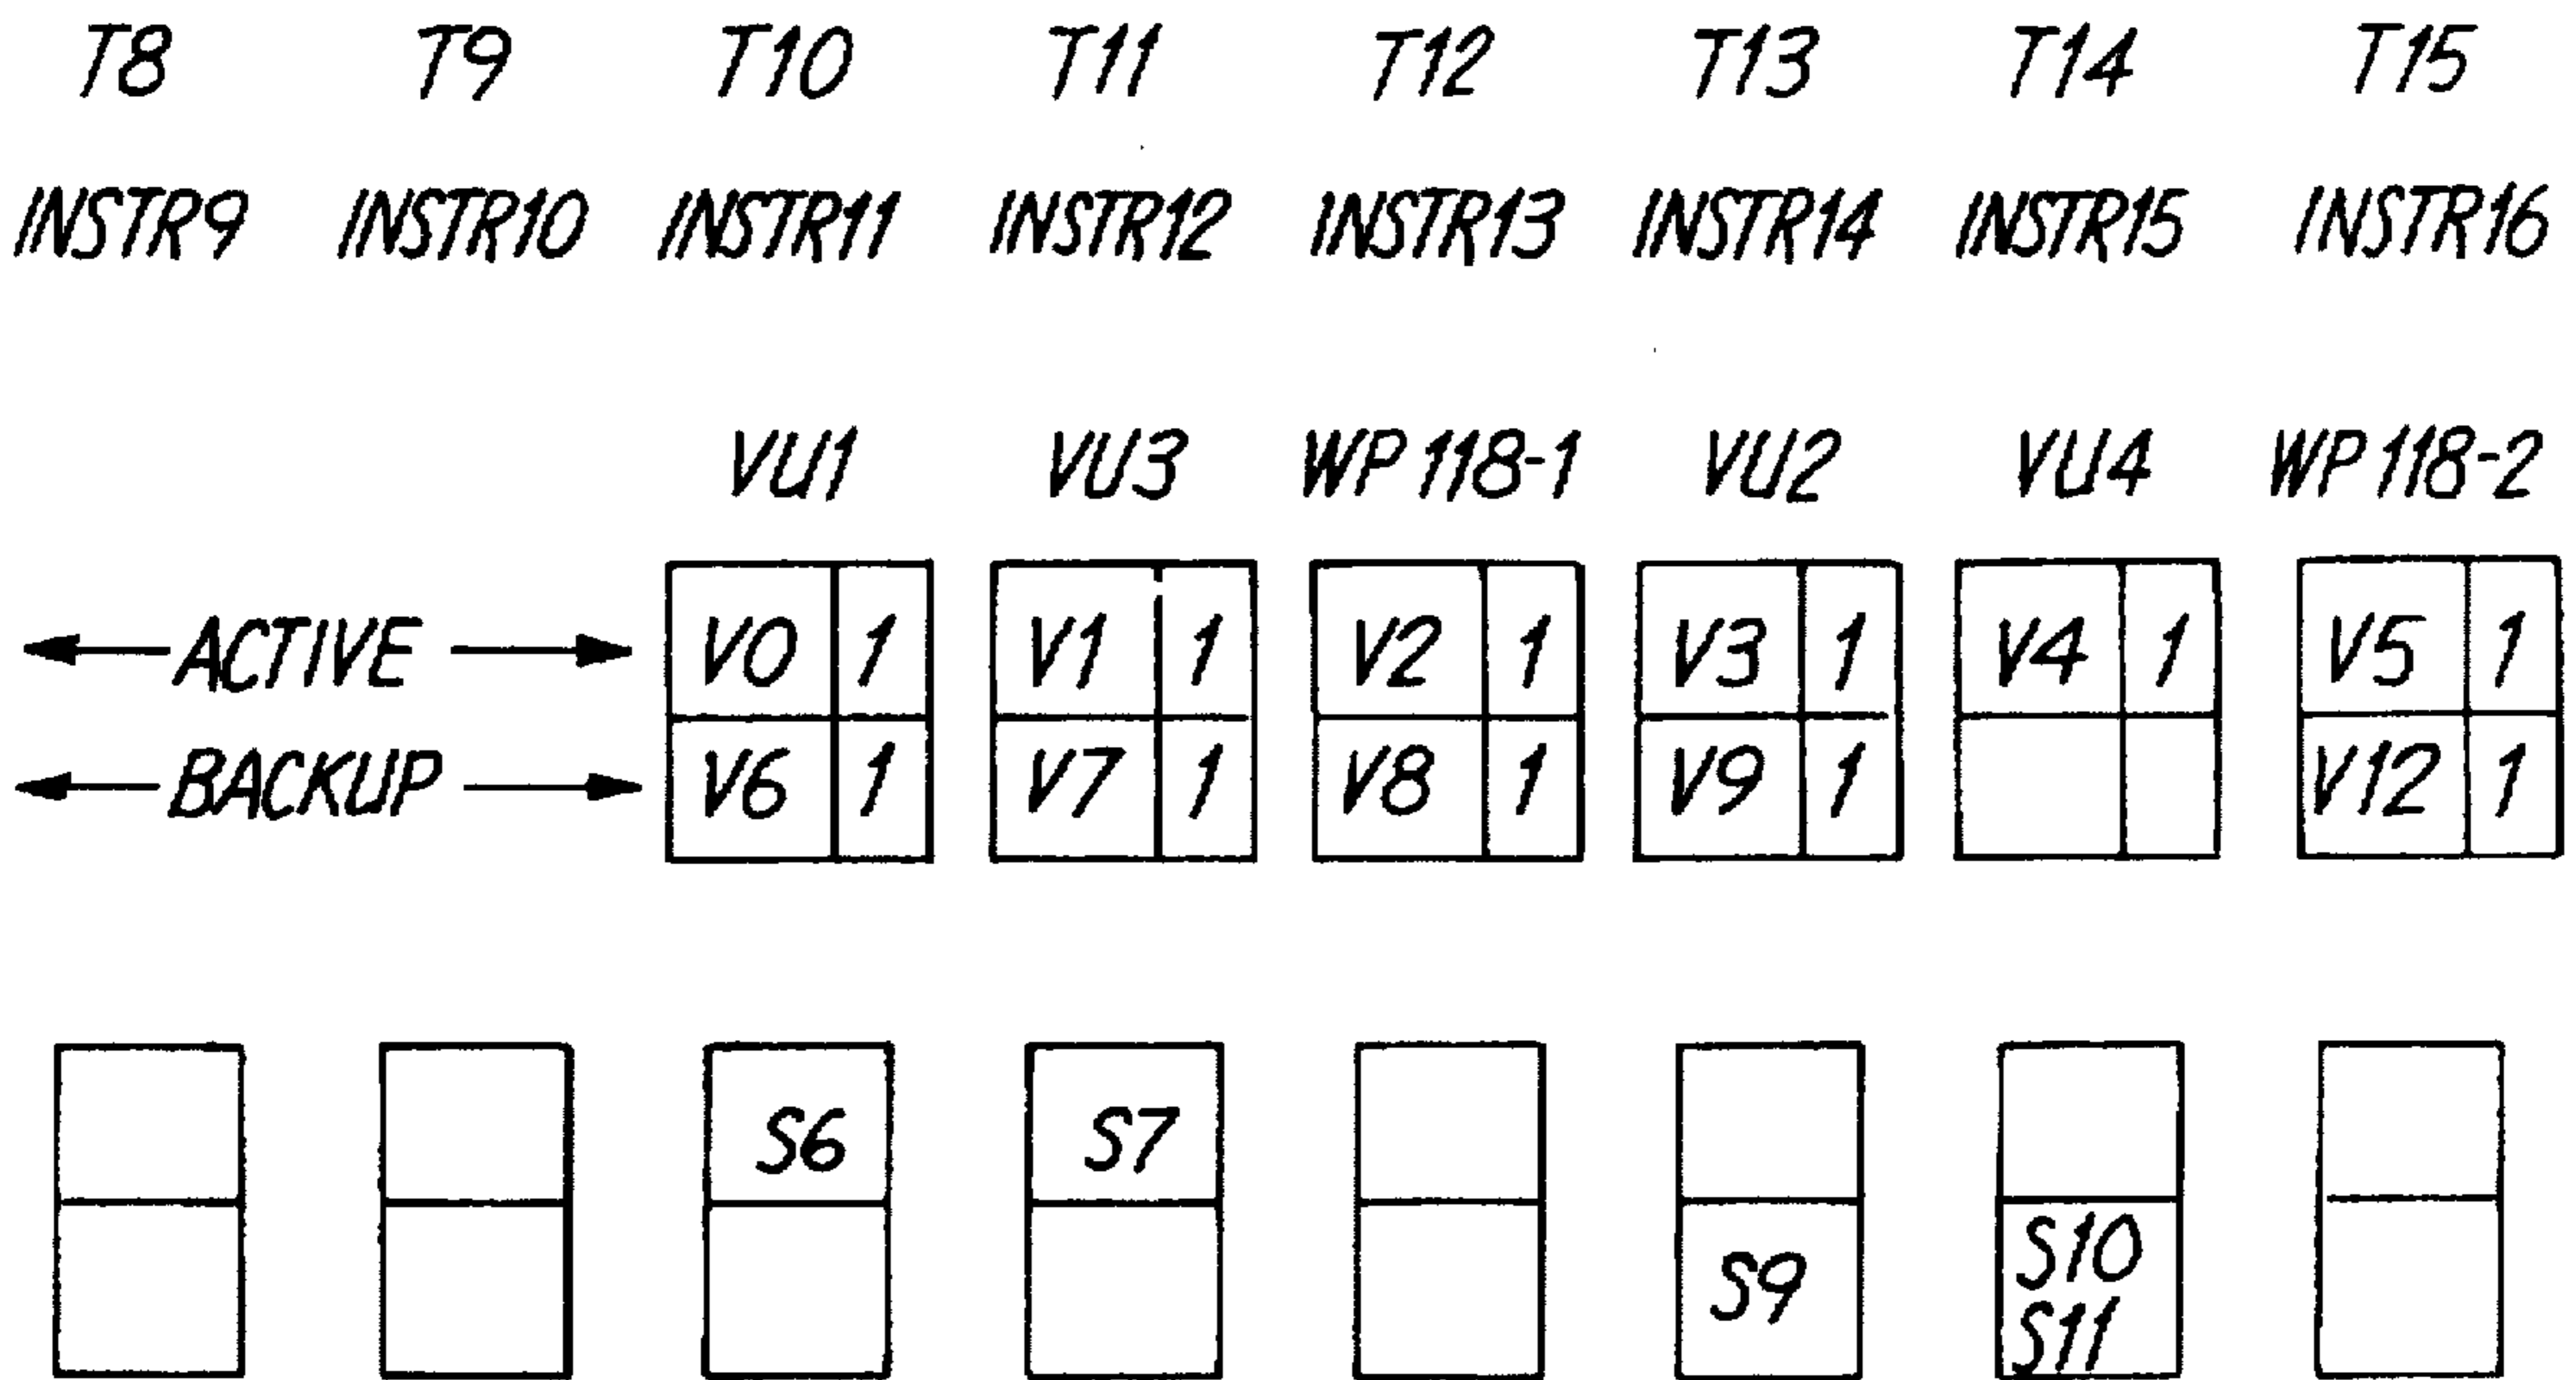 T8 T9 T10 T11 T12 T13 T14 T15
INSTR9 INSTR10 INSTR11 INSTR12 INSTR13 INSTR14 INSTR15 INSTR16
VU1 VU3 WP 118-1 VU2 VU4 WP 118-2
ACTIVE V0 1 V1 1 V2 1 V3 1 V4 1 V5 1
BACKUP V6 1 V7 1 V8 1 V9 1 V12 1
S6 S7
S9 S10
S11